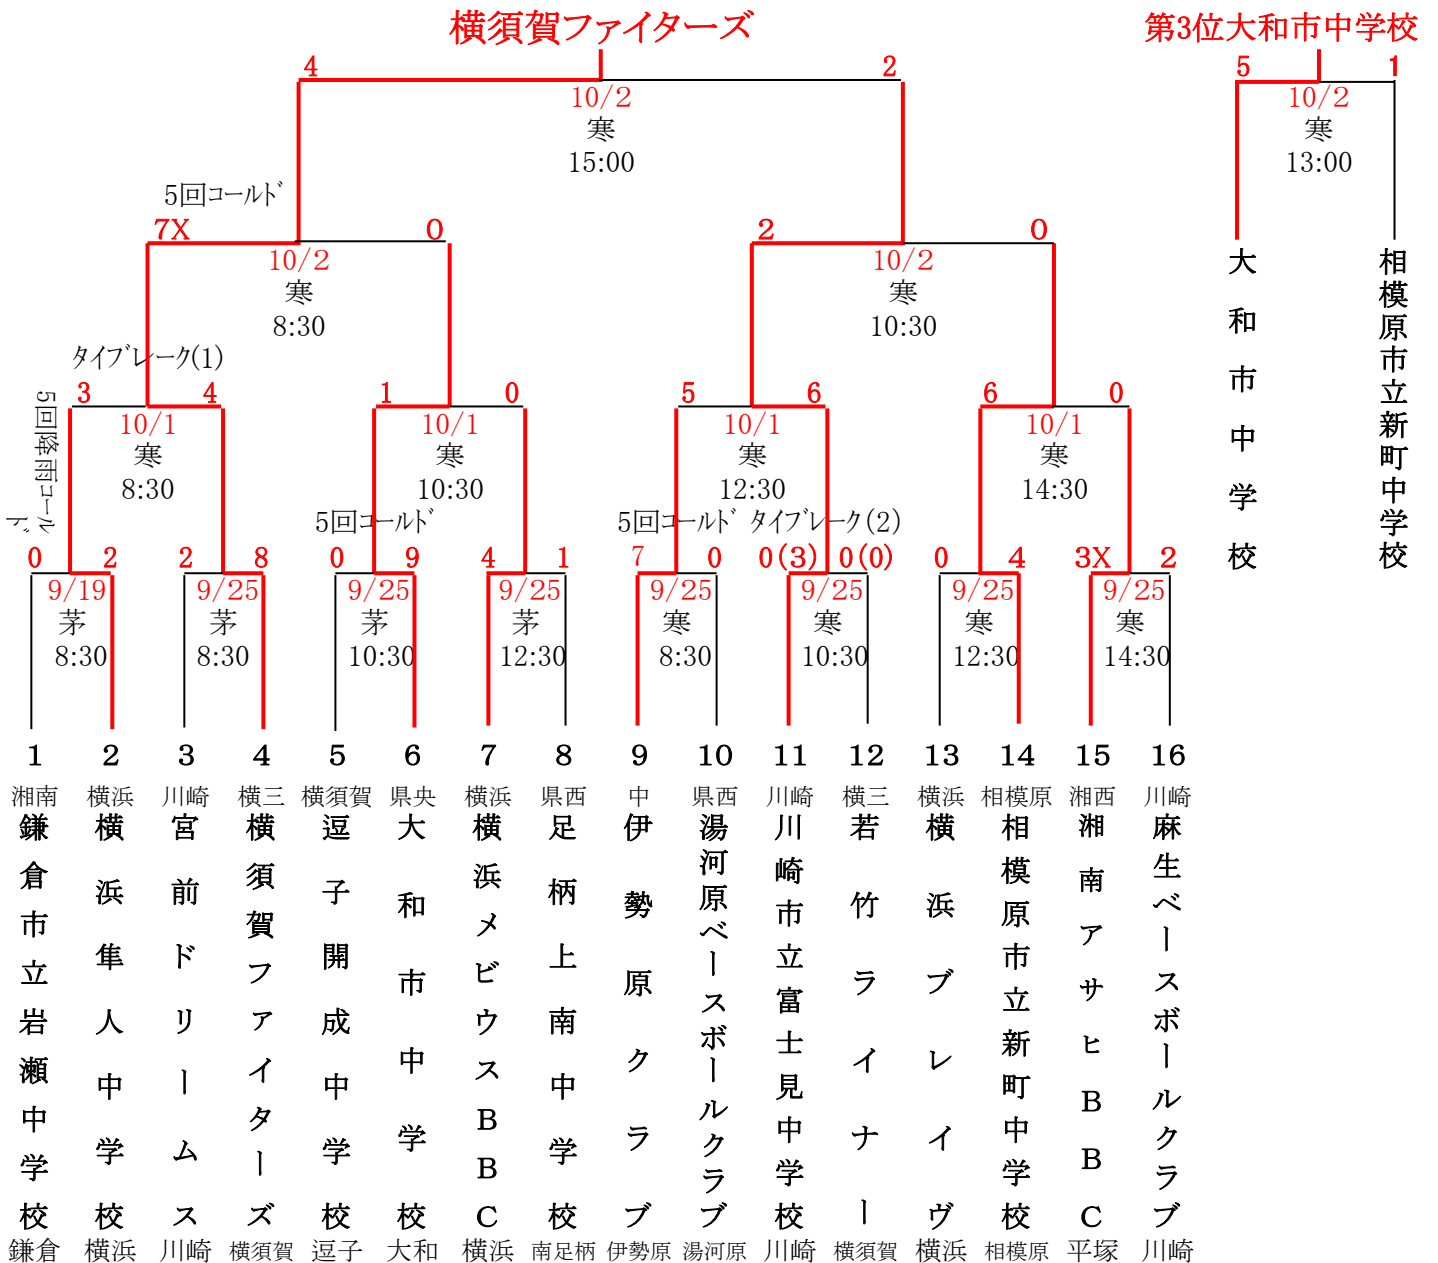 横須賀ファイターズ
第3位大和市中学校
4 2
5 1
10/2
寒
15:00
10/2
寒
13:00
5回コールド
7X 0
2 0
10/2
寒
8:30
10/2
寒
10:30
大和市中学校
相模原市立新町中学校
タイブレーク(1)
3 4
1 0
5 6
6 0
10/1
寒
8:30
10/1
寒
10:30
10/1
寒
12:30
10/1
寒
14:30
5回降雨コールド
5回コールド
5回コールド
タイブレーク(2)
0 2
2 8
0 9
4 1
7 0
0(3) 0(0)
0 4
3X 2
9/19
茅
8:30
9/25
茅
8:30
9/25
茅
10:30
9/25
茅
12:30
9/25
寒
8:30
9/25
寒
10:30
9/25
寒
12:30
9/25
寒
14:30
1 2 3 4 5 6 7 8 9 10 11 12 13 14 15 16
湘南 横浜 川崎 横三 横須賀 県央 横浜 県西 中 県西 川崎 横三 横浜 相模原 湘西 川崎
鎌倉市立岩瀬中学校
横浜隼人中学校
宮前ドリームス
横須賀ファイターズ
逗子開成中学校
大和市中学校
横浜メビウスBBC
足柄上南中学校
伊勢原クラブ
湯河原ベースボールクラブ
川崎市立富士見中学校
若竹ライナー
横浜ブレイヴ
相模原市立新町中学校
湘南アサヒBBC
麻生ベースボールクラブ
鎌倉 横浜 川崎 横須賀 逗子 大和 横浜 南足柄 伊勢原 湯河原 川崎 横須賀 横浜 相模原 平塚 川崎